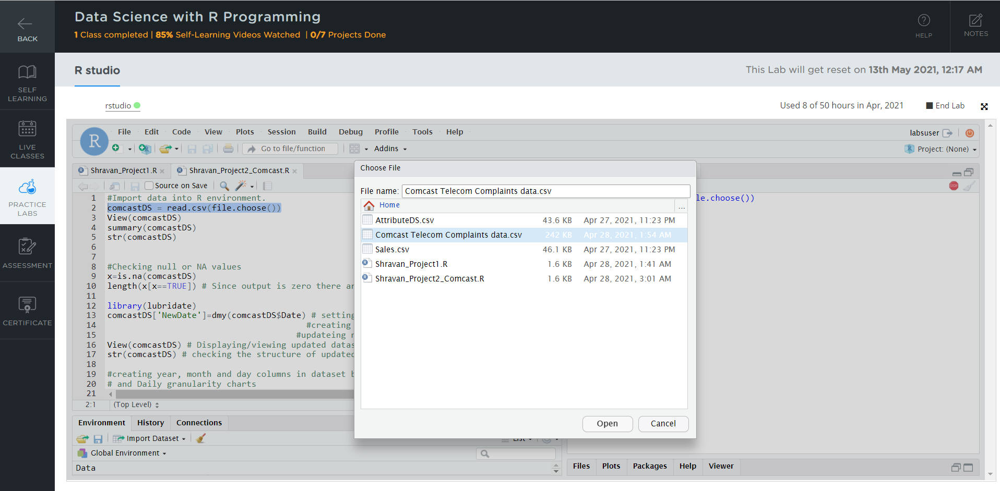 BACK
Data Science with R Programming
1 Class completed | 85% Self-Learning Videos Watched | 0/7 Projects Done
HELP
NOTES
SELF
LEARNING
LIVE
CLASSES
PRACTICE
LABS
ASSESSMENT
CERTIFICATE
R studio
This Lab will get reset on 13th May 2021, 12:17 AM
rstudio
Used 8 of 50 hours in Apr, 2021
End Lab
R
File Edit Code View Plots Session Build Debug Profile Tools Help
labsuser
Go to file/function
Addins
Project: (None)
Shravan_Project1.R
Shravan_Project2_Comcast.R
Source on Save
STOP
1 #Import data into R environment.
2 comcastDS = read.csv(file.choose())
3 View(comcastDS)
4 summary(comcastDS)
5 str(comcastDS)
6
7
8 #Checking null or NA values
9 x=is.na(comcastDS)
10 length(x[x==TRUE]) # Since output is zero there ar
11
12 library(lubridate)
13 comcastDS['NewDate']=dmy(comcastDS$Date) # setting
14 #creating
15 #updateing n
16 View(comcastDS) # Displaying/viewing updated datas
17 str(comcastDS) # checking the structure of updated
18
19 #creating year, month and day columns in dataset b
20 # and Daily granularity charts
21
2:1 (Top Level)
le.choose())
Choose File
File name: Comcast Telecom Complaints data.csv
Home
...
AttributeDS.csv 43.6 KB Apr 27, 2021, 11:23 PM
Comcast Telecom Complaints data.csv 242 KB Apr 28, 2021, 1:54 AM
Sales.csv 46.1 KB Apr 27, 2021, 11:23 PM
Shravan_Project1.R 1.6 KB Apr 28, 2021, 1:41 AM
Shravan_Project2_Comcast.R 1.6 KB Apr 28, 2021, 3:01 AM
Open
Cancel
Environment History Connections
Import Dataset
List
Global Environment
Data
Files Plots Packages Help Viewer